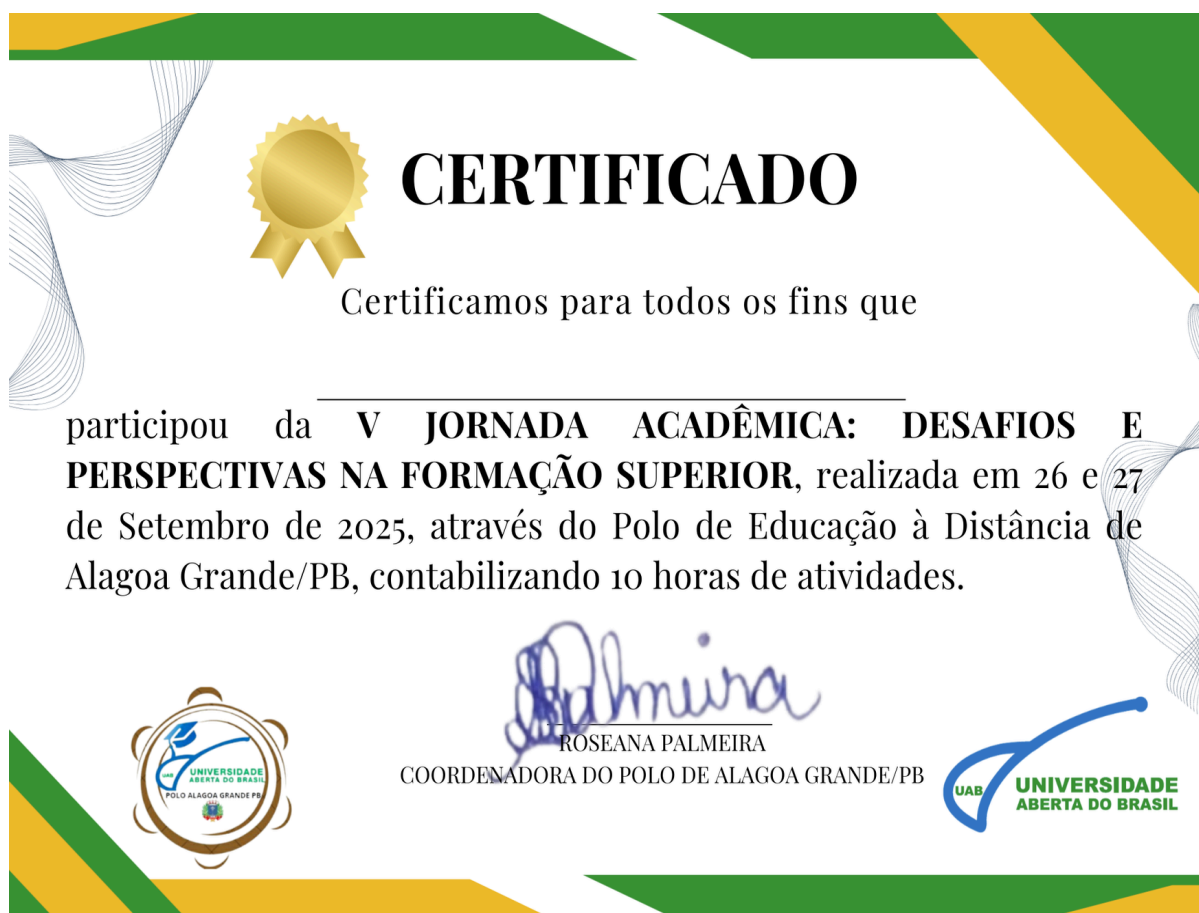 CERTIFICADO
Certificamos para todos os fins que
participou da V JORNADA ACADÊMICA: DESAFIOS E
PERSPECTIVAS NA FORMAÇÃO SUPERIOR, realizada em 26 e 27
de Setembro de 2025, através do Polo de Educação à Distância de
Alagoa Grande/PB, contabilizando 10 horas de atividades.
Palmeira
ROSEANA PALMEIRA
COORDENADORA DO POLO DE ALAGOA GRANDE/PB
UAB
UNIVERSIDADE
ABERTA DO BRASIL
POLO ALAGOA GRANDE PB
UAB
UNIVERSIDADE
ABERTA DO BRASIL